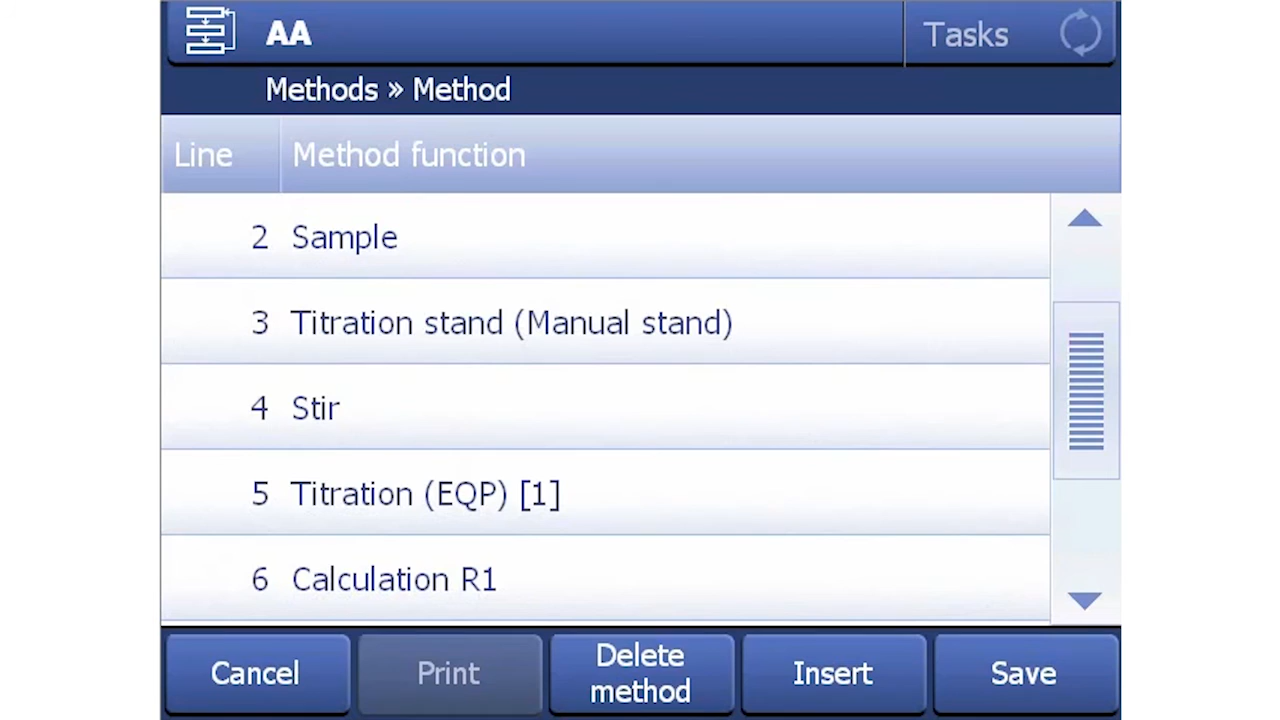 AA
Tasks
Methods » Method
Line Method function
2 Sample
3 Titration stand (Manual stand)
4 Stir
5 Titration (EQP) [1]
6 Calculation R1
Cancel
Print
Delete
method
Insert
Save